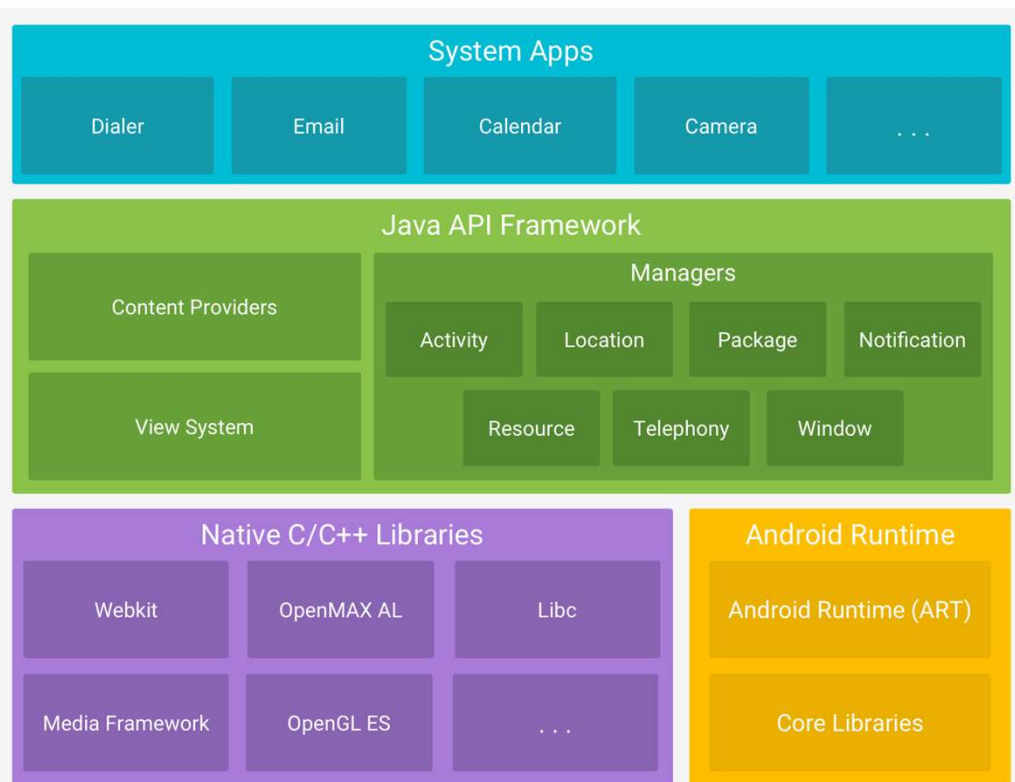 System Apps
Dialer Email Calendar Camera . . .
Java API Framework
Content Providers
View System
Managers
Activity Location Package Notification
Resource Telephony Window
Native C/C++ Libraries
Webkit OpenMAX AL Libc
Media Framework OpenGL ES . . .
Android Runtime
Android Runtime (ART)
Core Libraries